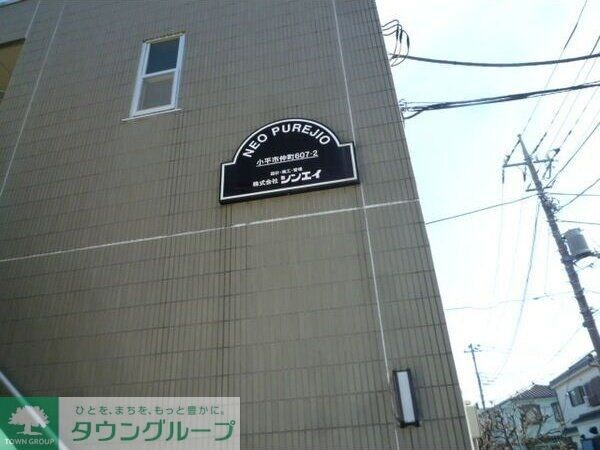 NEO PUREJIO
小平市仲町607-2
設計・施工・管理
株式会社 シンエイ
TOWN GROUP
ひとを、まちを、もっと豊かに。
タウングループ